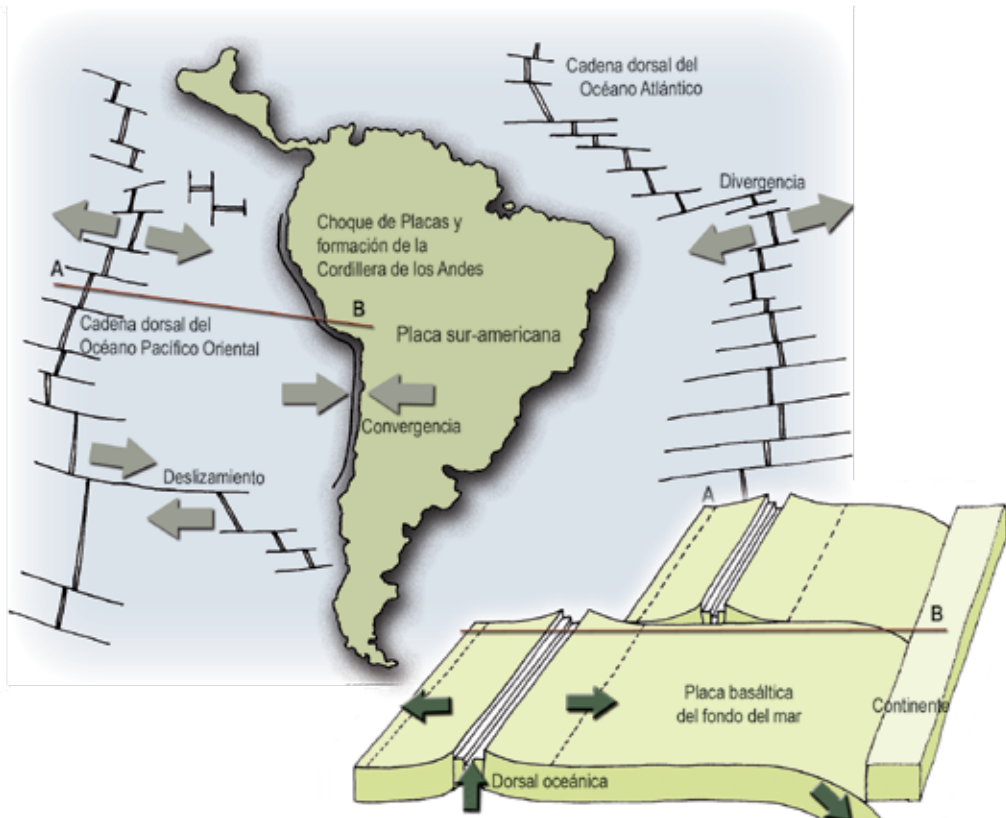 Cadena dorsal del
Océano Atlántico
Divergencia
Choque de Placas y
formación de la
Cordillera de los Andes
A
B
Cadena dorsal del
Océano Pacífico Oriental
Placa sur-americana
Convergencia
Deslizamiento
A
B
Placa basáltica
del fondo del mar
Continente
Dorsal oceánica